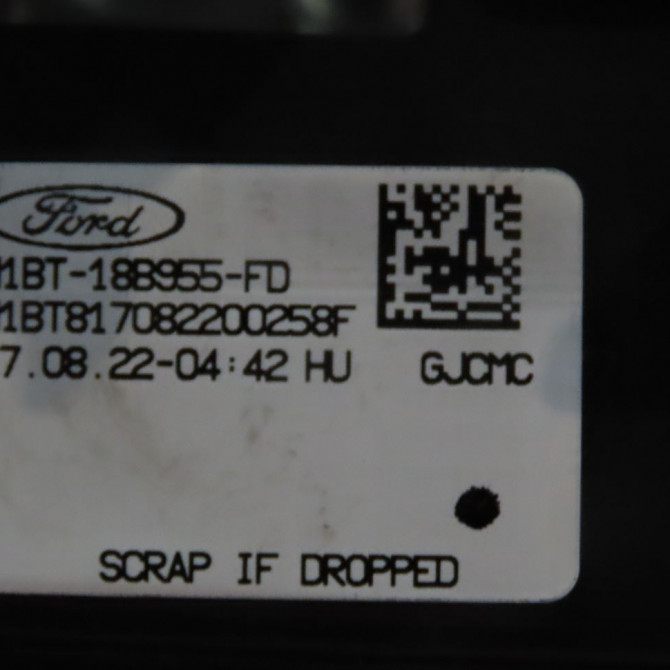 Ford
1BT-18B955-FD
1BT817082200258F
7.08.22-04:42 HU GJCMC
SCRAP IF DROPPED